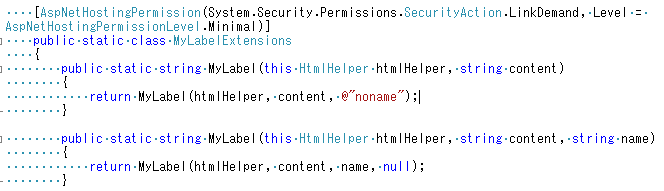 [AspNetHostingPermission(System.Security.Permissions.SecurityAction.LinkDemand, Level =
AspNetHostingPermissionLevel.Minimal)]
public static class MyLabelExtensions
{
public static string MyLabel(this HtmlHelper htmlHelper, string content)
{
return MyLabel(htmlHelper, content, @"noname");
}
public static string MyLabel(this HtmlHelper htmlHelper, string content, string name)
{
return MyLabel(htmlHelper, content, name, null);
}